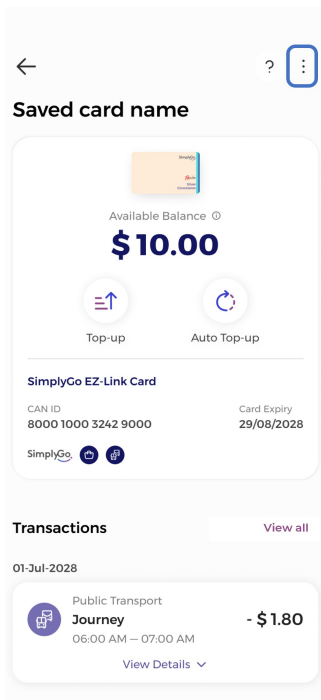 ?
Saved card name
SimplyGo
Available Balance
$10.00
Top-up
Auto Top-up
SimplyGo EZ-Link Card
CAN ID
Card Expiry
8000 1000 3242 9000
29/08/2028
SimplyGo.
Transactions
View all
01-Jul-2028
Public Transport
Journey
- $1.80
06:00 AM — 07:00 AM
View Details